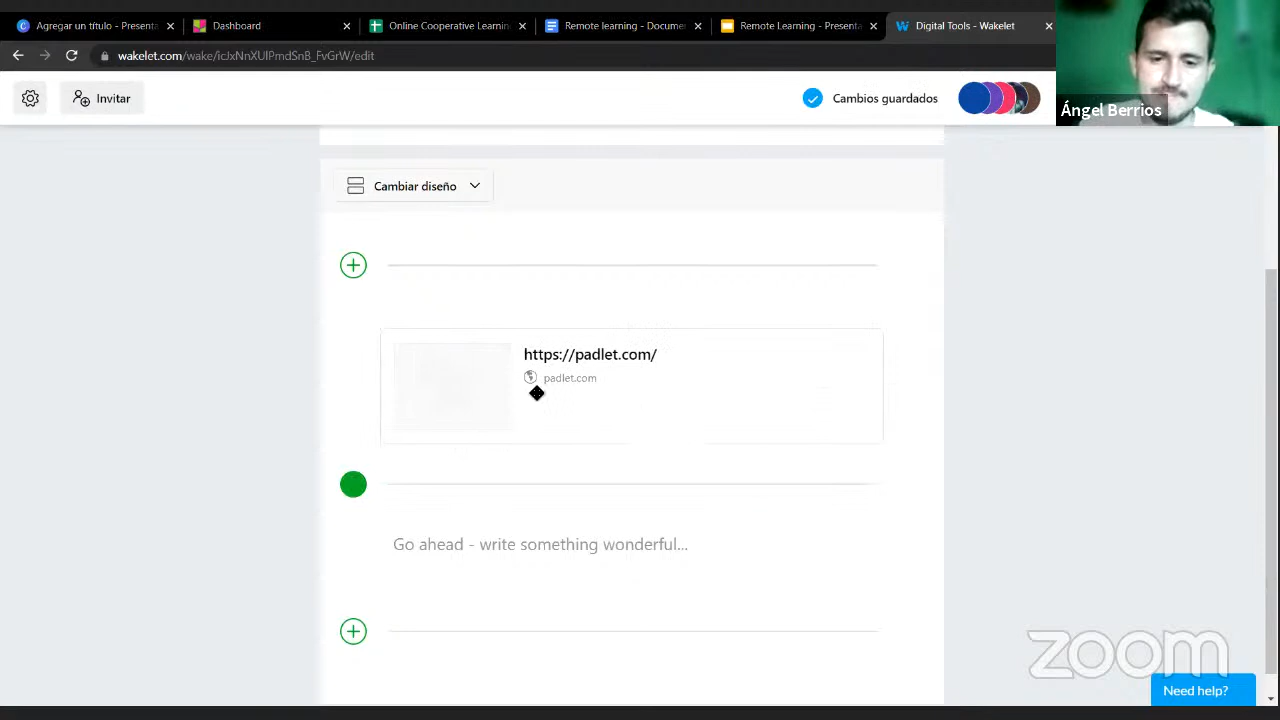 Agregar un título - Presenta
Dashboard
Online Cooperative Learnin
Remote learning - Documen
Remote Learning - Presenta
Digital Tools - Wakelet
wakelet.com/wake/icJxNnXUlPmdSnB_FvGrW/edit
Invitar
Cambios guardados
Ángel Berrios
Cambiar diseño
https://padlet.com/
padlet.com
Go ahead - write something wonderful...
zoom
Need help?